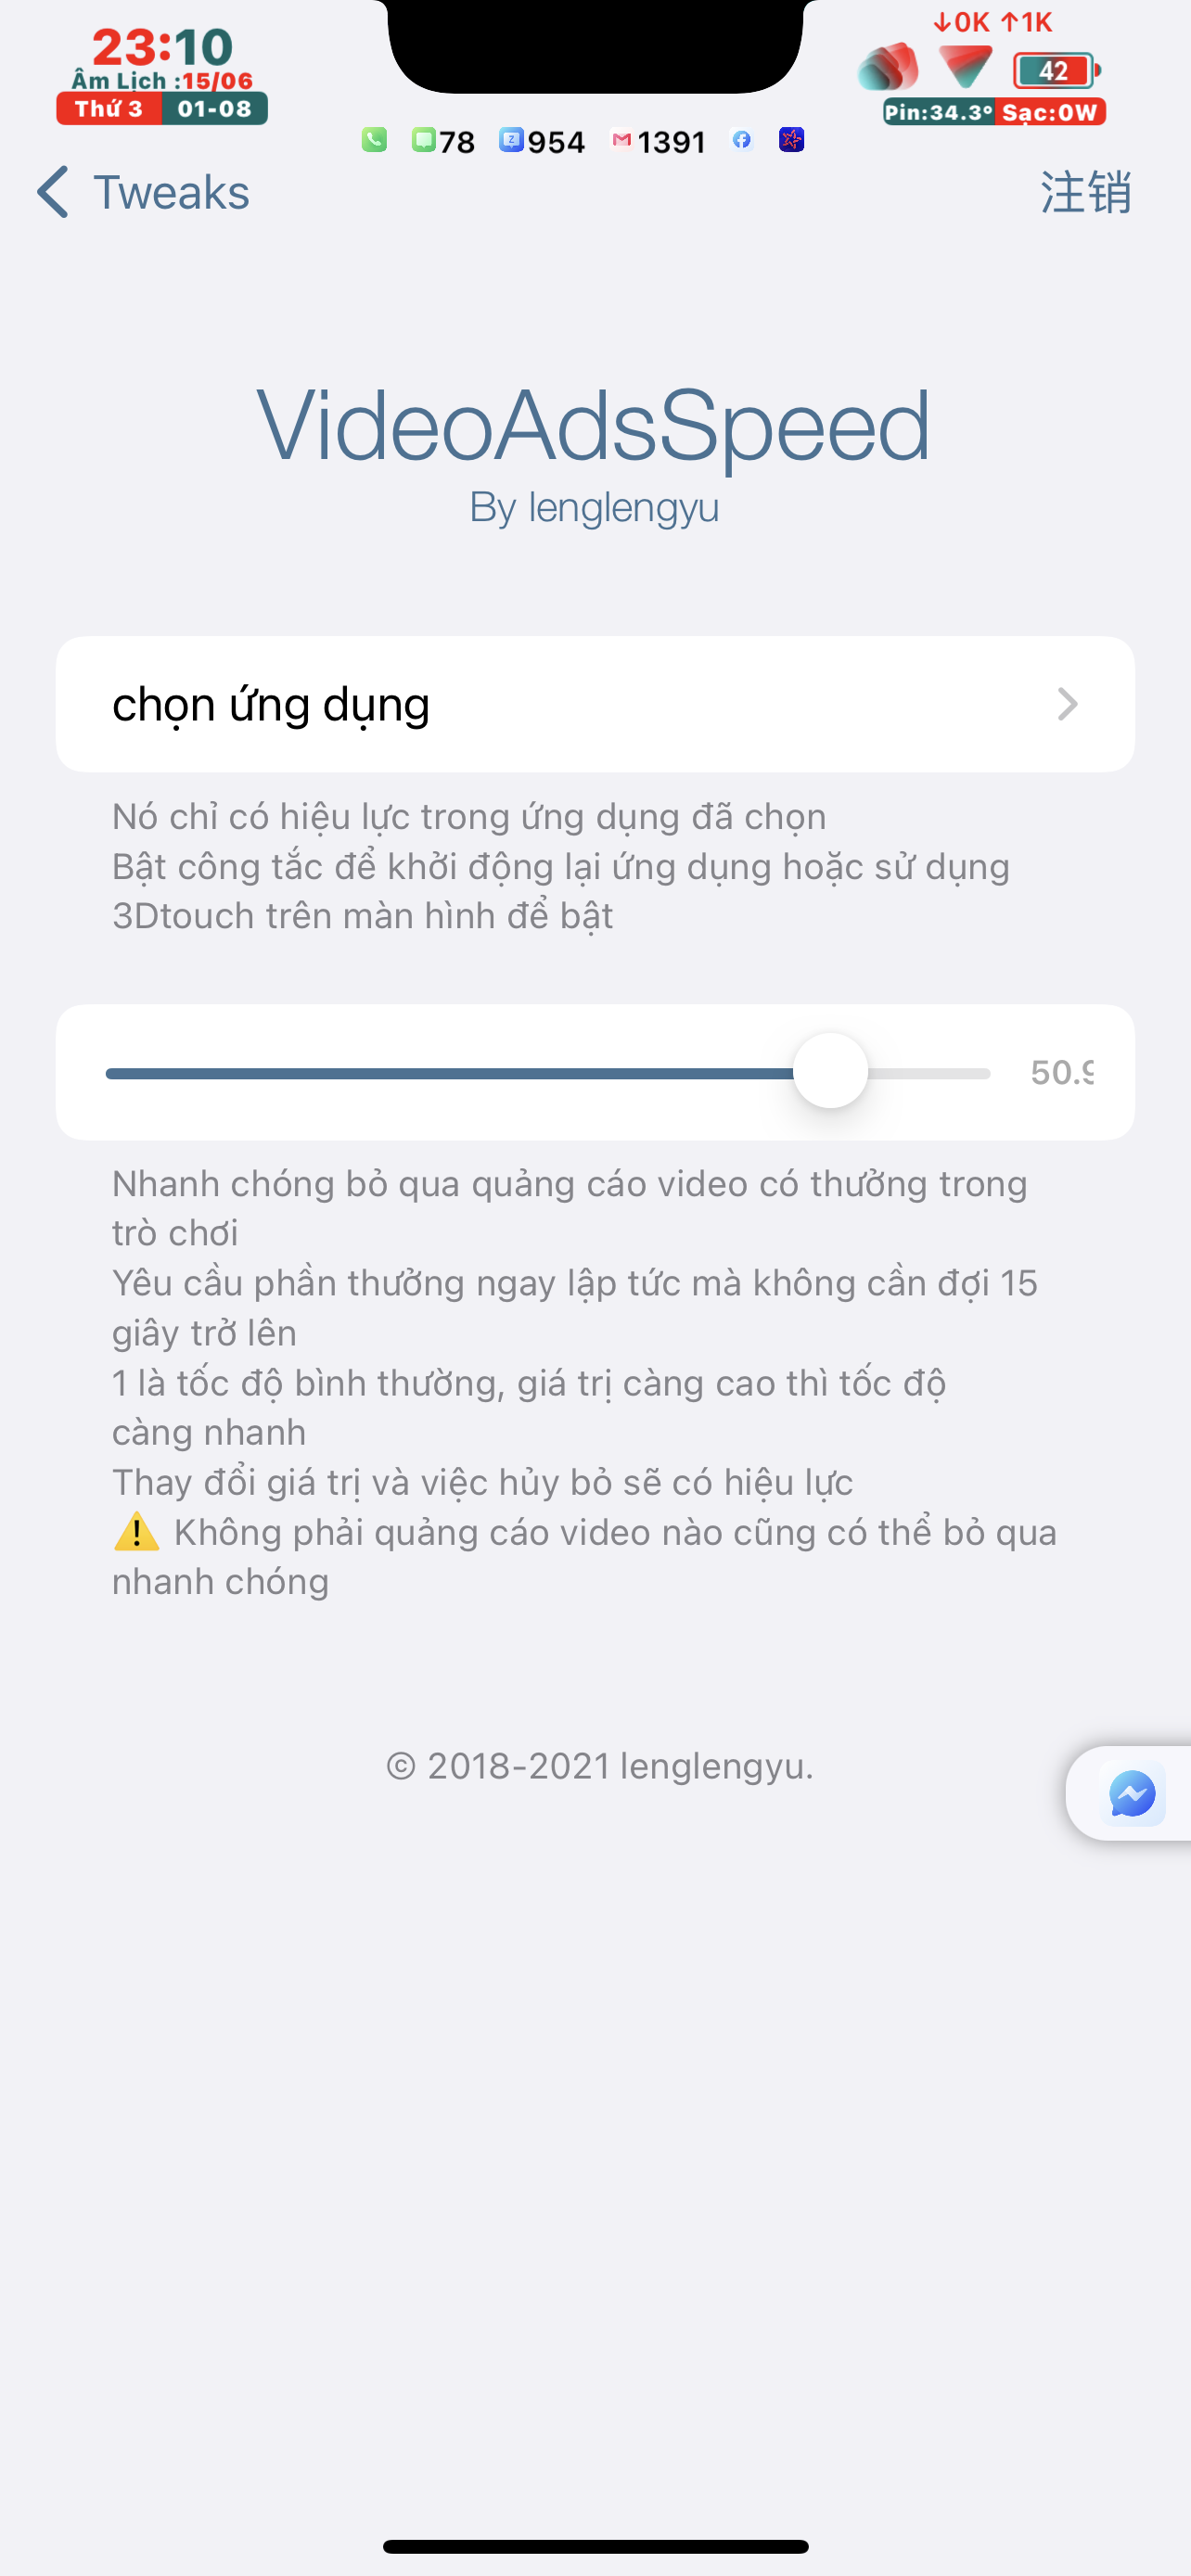 23:10
Âm Lịch :15/06
Thứ 3 01-08
↓0K ↑1K
42
Pin:34.3° Sạc:0W
78 954 1391
Tweaks
注销
VideoAdsSpeed
By lenglengyu
chọn ứng dụng
Nó chỉ có hiệu lực trong ứng dụng đã chọn
Bật công tắc để khởi động lại ứng dụng hoặc sử dụng
3Dtouch trên màn hình để bật
50.9
Nhanh chóng bỏ qua quảng cáo video có thưởng trong
trò chơi
Yêu cầu phần thưởng ngay lập tức mà không cần đợi 15
giây trở lên
1 là tốc độ bình thường, giá trị càng cao thì tốc độ
càng nhanh
Thay đổi giá trị và việc hủy bỏ sẽ có hiệu lực
⚠️ Không phải quảng cáo video nào cũng có thể bỏ qua
nhanh chóng
© 2018-2021 lenglengyu.